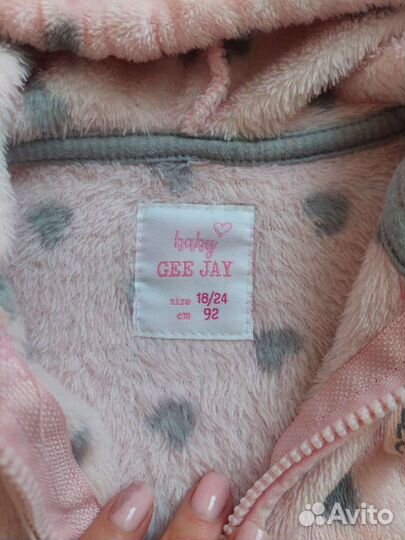 baby
GEE JAY
size 18/24
cm 92
Avito